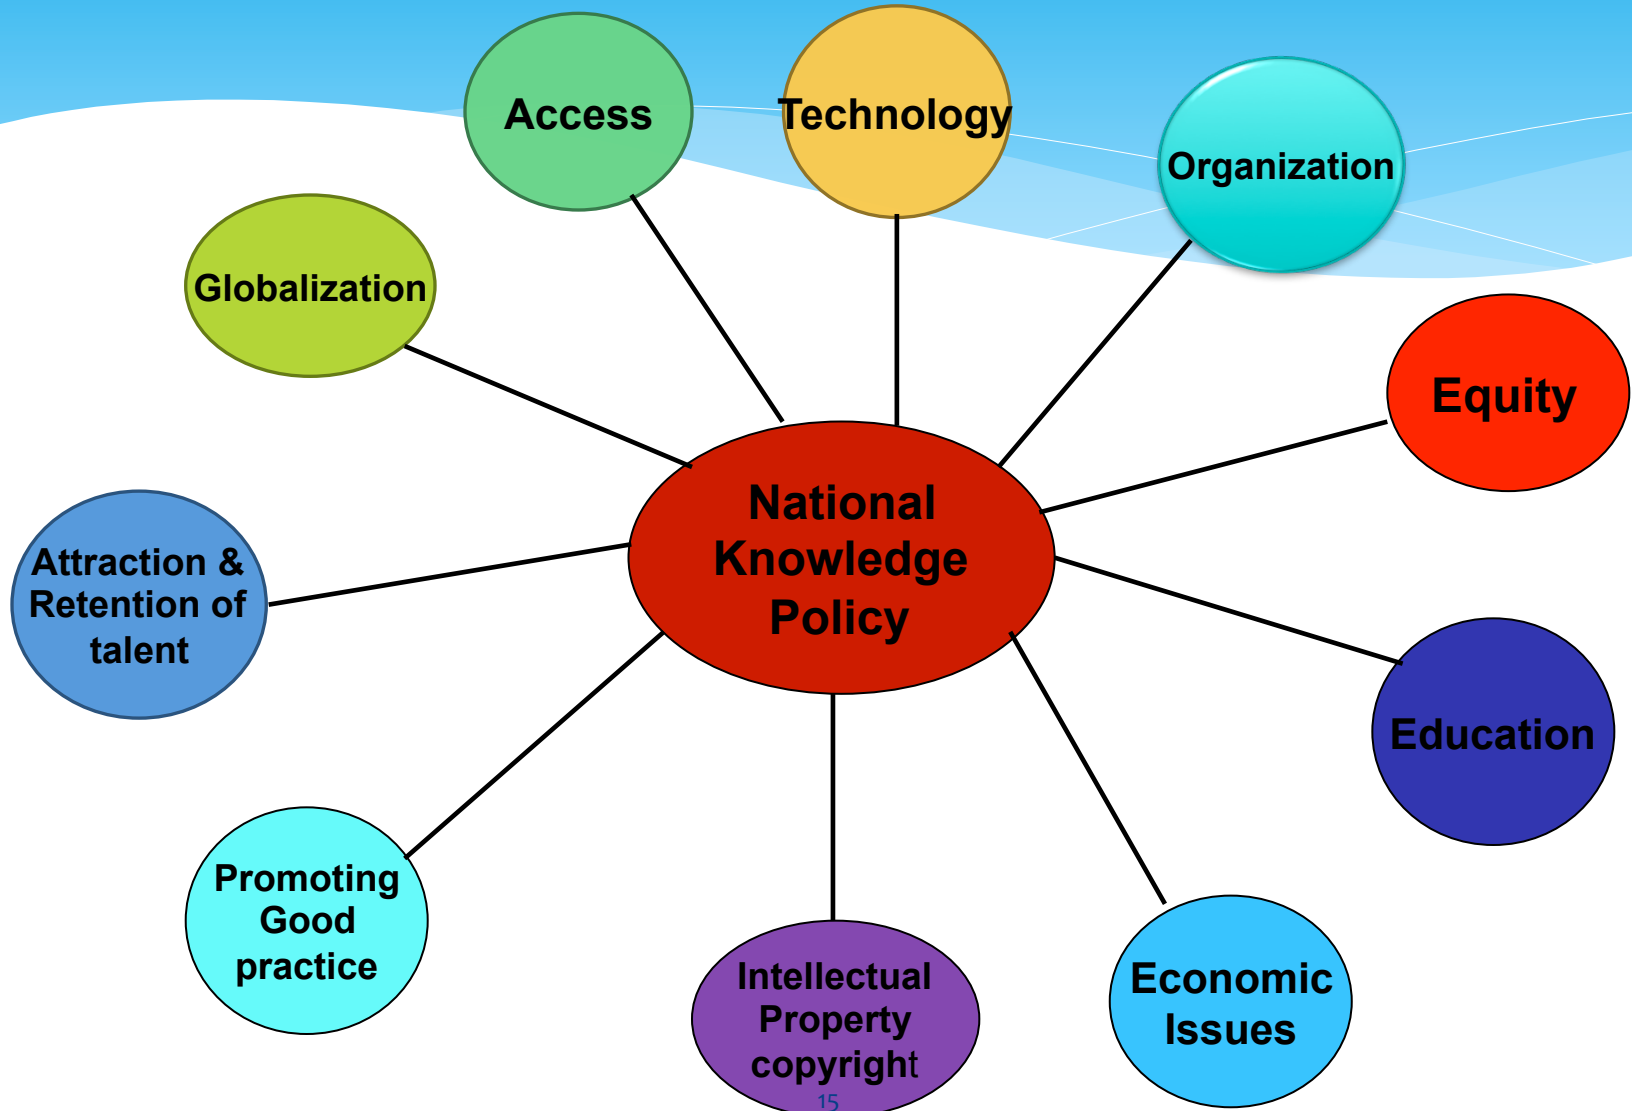 Access
Technology
Organization
Globalization
Equity
National
Knowledge
Policy
Attraction &
Retention of
talent
Education
Promoting
Good
practice
Intellectual
Property
copyright
Economic
Issues
15